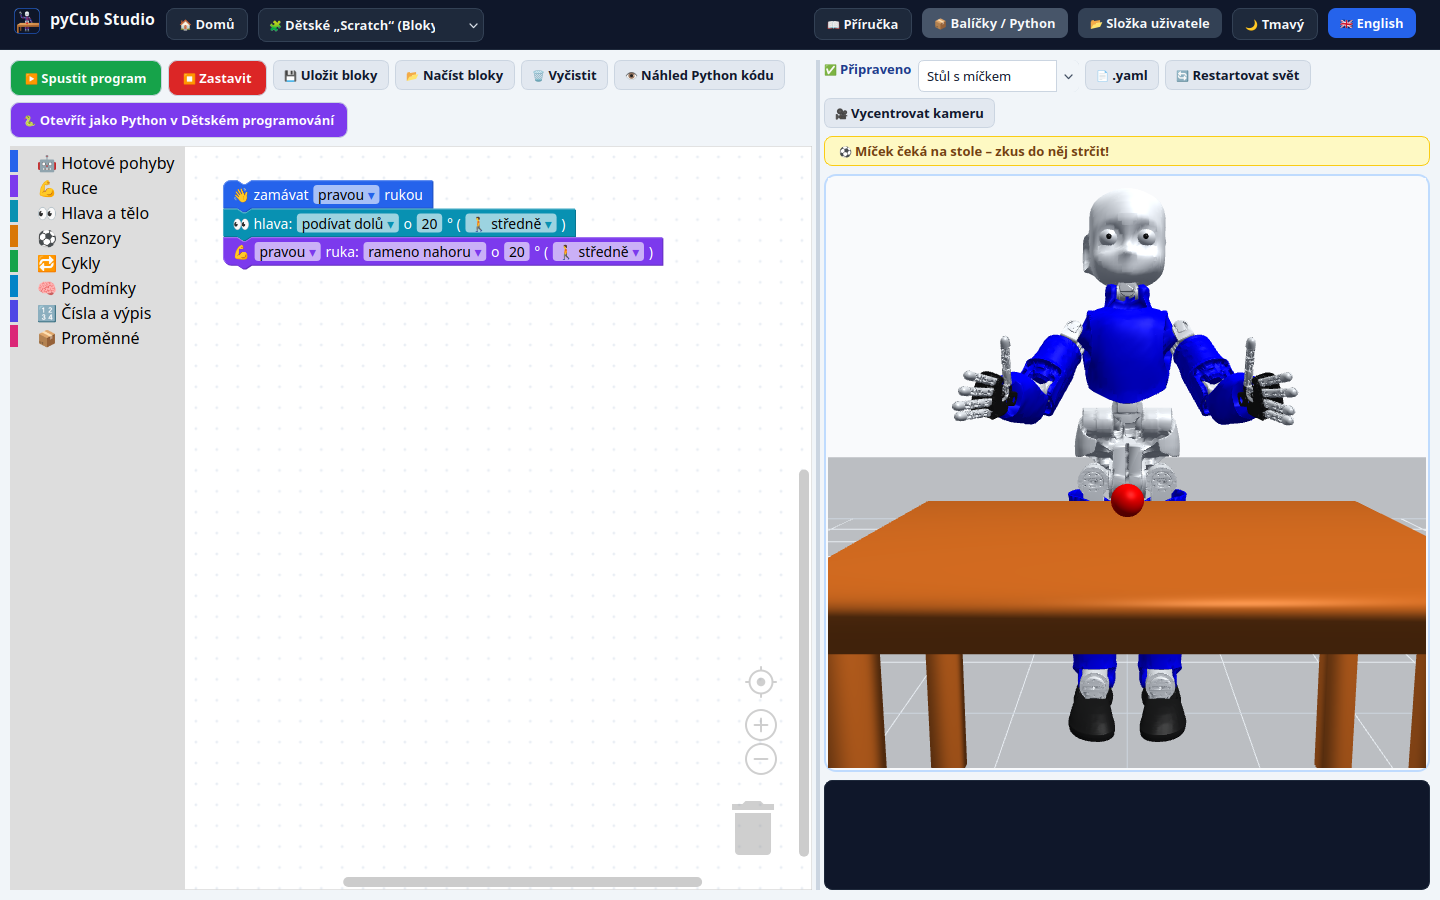 pyCub Studio
Domů
Dětské „Scratch“ (Bloky
Příručka
Balíčky / Python
Složka uživatele
Tmavý
English
Spustit program
Zastavit
Uložit bloky
Načíst bloky
Vyčistit
Náhled Python kódu
Otevřít jako Python v Dětském programování
Připraveno
Stůl s míčkem
.yaml
Restartovat svět
Vycentrovat kameru
Míček čeká na stole – zkus do něj strčit!
Hotové pohyby
Ruce
Hlava a tělo
Senzory
Cykly
Podmínky
Čísla a výpis
Proměnné
zamávat pravou ▾ rukou
hlava: podívat dolů ▾ o 20 ° ( středně ▾ )
pravou ▾ ruka: rameno nahoru ▾ o 20 ° ( středně ▾ )